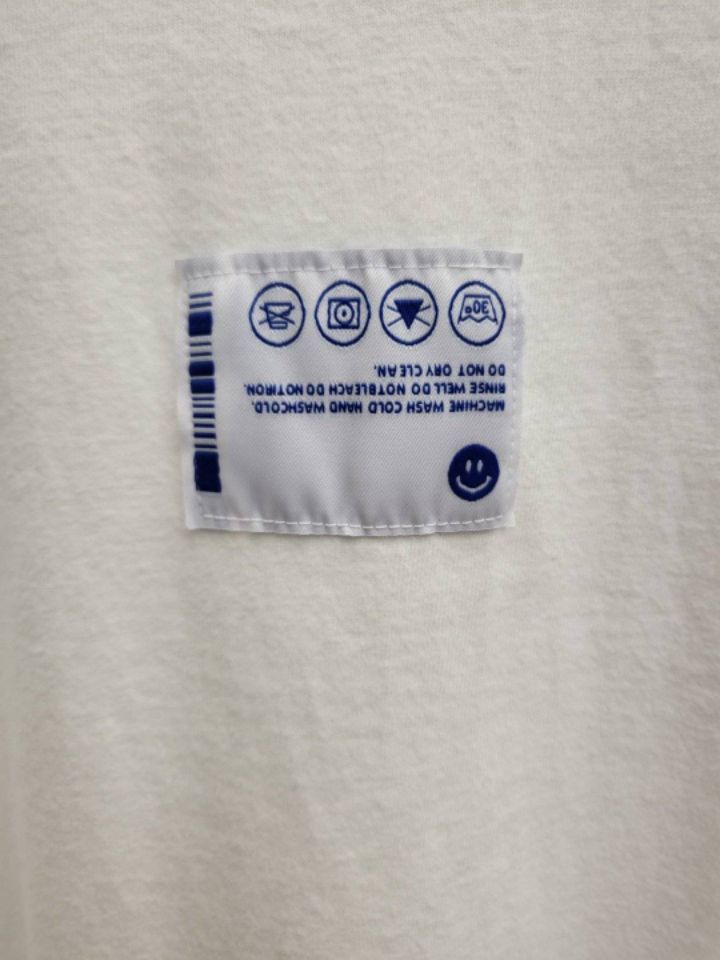 MACHINE WASH COLD HAND WASHCOLD.
RINSE WELL DO NOTBLEACH DO NOTIRON.
DO NOT DRY CLEAN.
30°